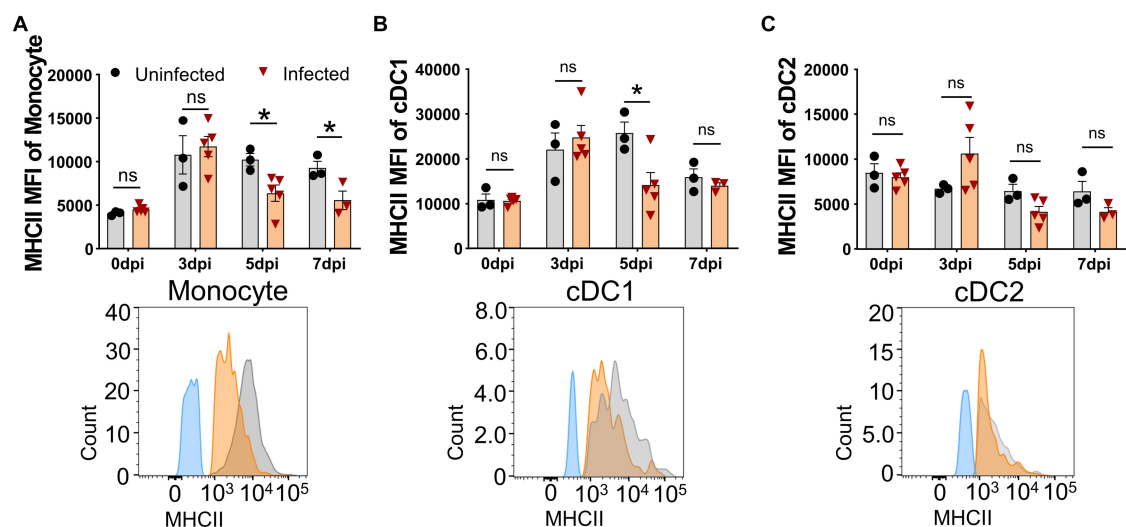 A
MHCII MFI of Monocyte
Uninfected Infected
20000
15000
10000
5000
0
ns
ns
*
*
0dpi 3dpi 5dpi 7dpi
B
MHCII MFI of cDC1
40000
30000
20000
10000
0
ns
ns
*
ns
0dpi 3dpi 5dpi 7dpi
C
MHCII MFI of cDC2
20000
15000
10000
5000
0
ns
ns
ns
0dpi 3dpi 5dpi 7dpi
Monocyte
Count
40
30
20
10
0
0 10³ 10⁴ 10⁵
MHCII
cDC1
Count
8.0
6.0
4.0
2.0
0
0 10³ 10⁴ 10⁵
MHCII
cDC2
Count
20
15
10
5.0
0
0 10³ 10⁴ 10⁵
MHCII